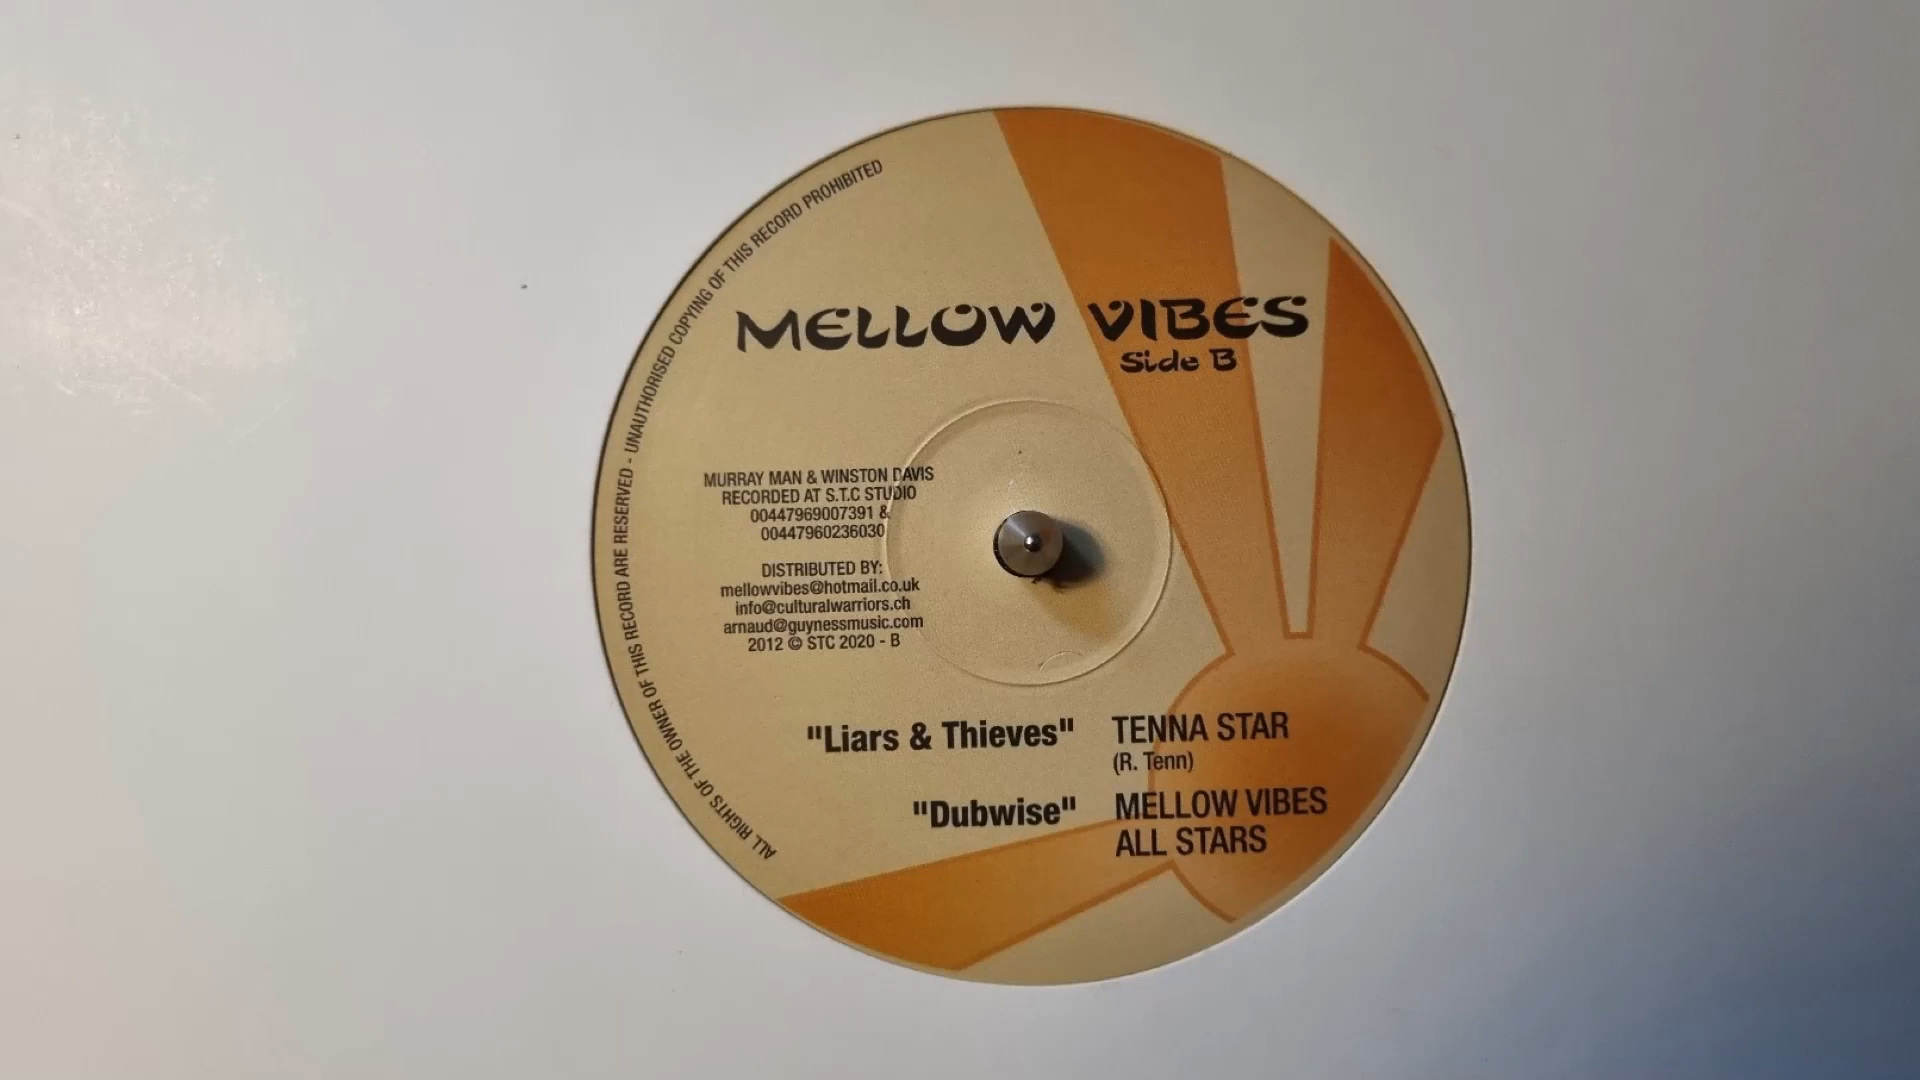 MELLOW VIBES
Side B
MURRAY MAN & WINSTON DAVIS
RECORDED AT S.T.C STUDIO
00447969007391 &
00447960236030
DISTRIBUTED BY:
mellowvibes@hotmail.co.uk
info@culturalwarriors.ch
arnaud@guynessmusic.com
2012 © STC 2020 - B
"Liars & Thieves" TENNA STAR
(R. Tenn)
"Dubwise" MELLOW VIBES
ALL STARS
ALL RIGHTS OF THE OWNER OF THIS RECORD ARE RESERVED - UNAUTHORISED COPYING OF THIS RECORD PROHIBITED